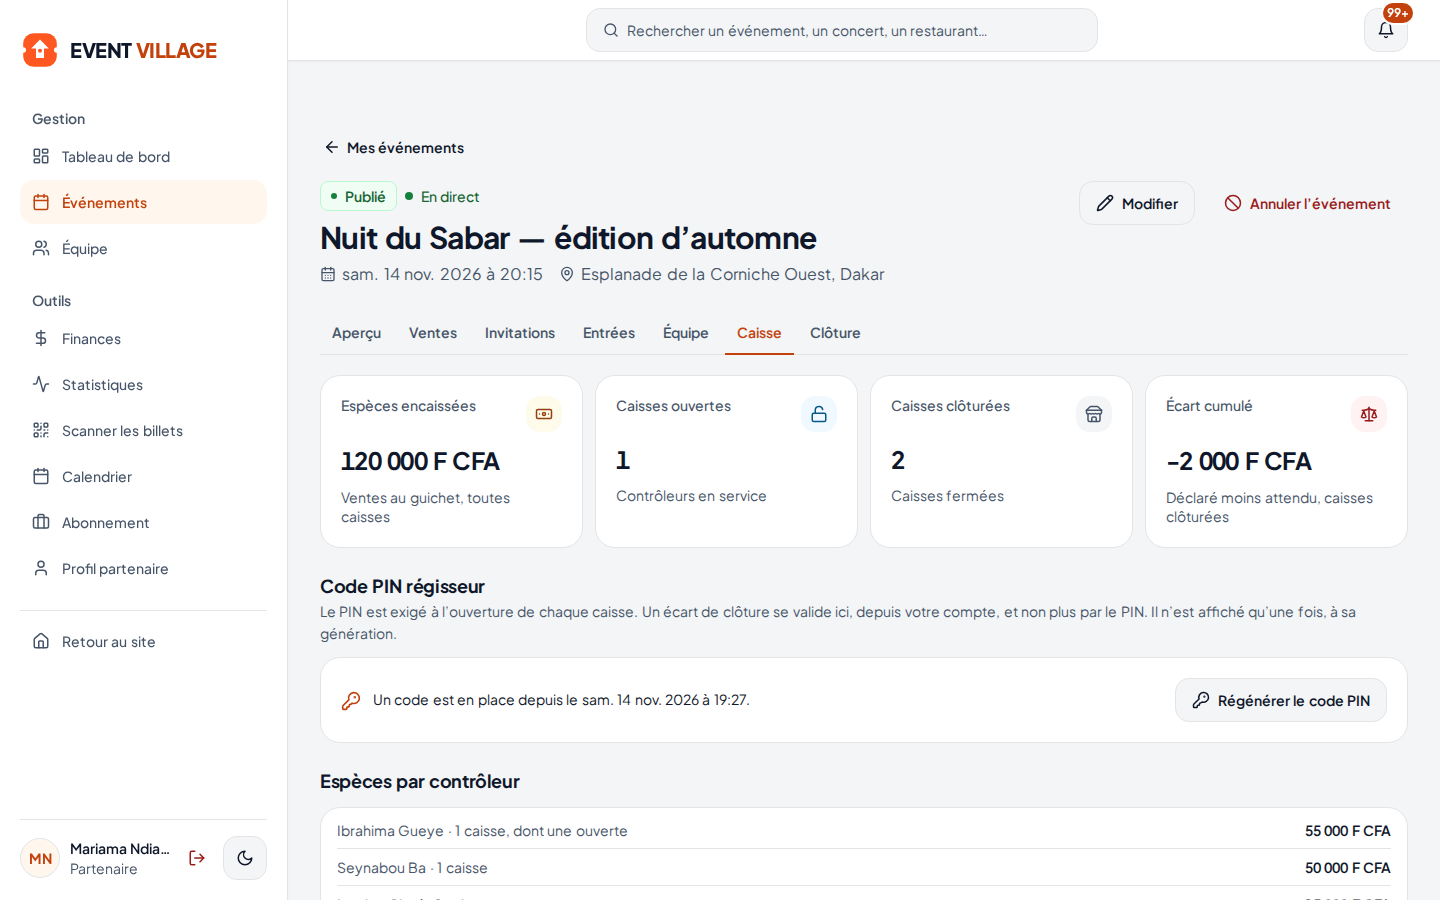 EVENT VILLAGE
Rechercher un événement, un concert, un restaurant…
99+
Gestion
Tableau de bord
Événements
Équipe
Outils
Finances
Statistiques
Scanner les billets
Calendrier
Abonnement
Profil partenaire
Retour au site
MN
Mariama Ndia…
Partenaire
Mes événements
Publié
En direct
Modifier
Annuler l’événement
Nuit du Sabar — édition d’automne
sam. 14 nov. 2026 à 20:15 Esplanade de la Corniche Ouest, Dakar
Aperçu Ventes Invitations Entrées Équipe Caisse Clôture
Espèces encaissées
120 000 F CFA
Ventes au guichet, toutes
caisses
Caisses ouvertes
1
Contrôleurs en service
Caisses clôturées
2
Caisses fermées
Écart cumulé
−2 000 F CFA
Déclaré moins attendu, caisses
clôturées
Code PIN régisseur
Le PIN est exigé à l’ouverture de chaque caisse. Un écart de clôture se valide ici, depuis votre compte, et non plus par le PIN. Il n’est affiché qu’une fois, à sa
génération.
Un code est en place depuis le sam. 14 nov. 2026 à 19:27.
Régénérer le code PIN
Espèces par contrôleur
Ibrahima Gueye · 1 caisse, dont une ouverte 55 000 F CFA
Seynabou Ba · 1 caisse 50 000 F CFA